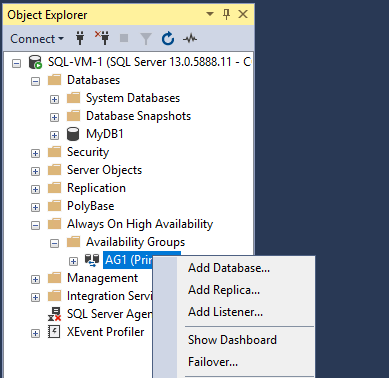 Object Explorer
Connect
SQL-VM-1 (SQL Server 13.0.5888.11 - C
Databases
System Databases
Database Snapshots
MyDB1
Security
Server Objects
Replication
PolyBase
Always On High Availability
Availability Groups
AG1 (Prin
Management
Integration Servi
SQL Server Agen
XEvent Profiler
Add Database...
Add Replica...
Add Listener...
Show Dashboard
Failover...